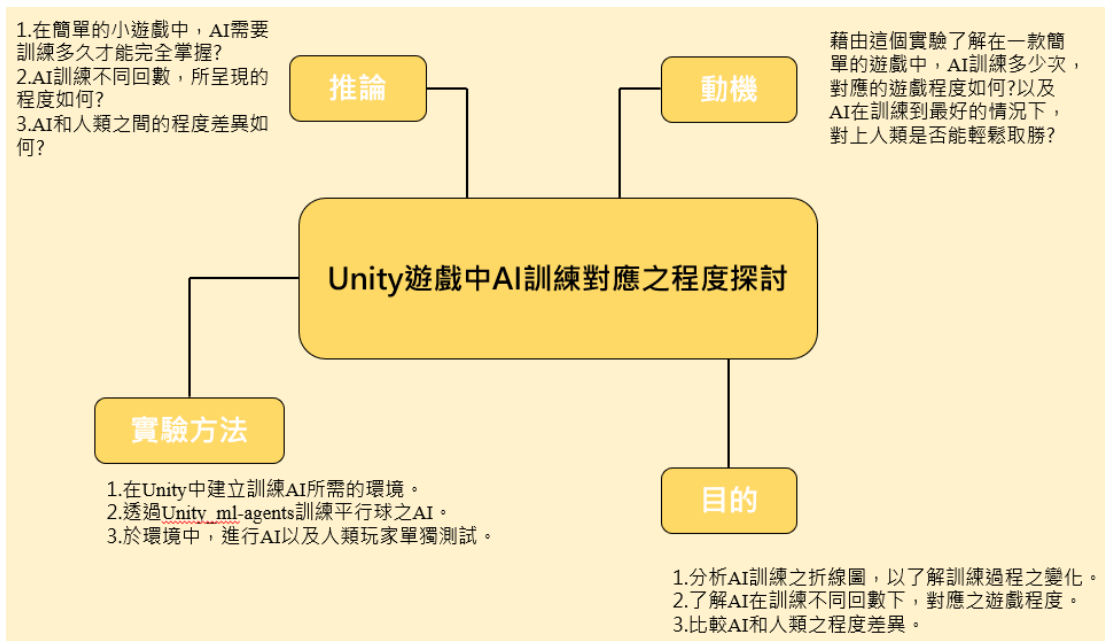 1.在簡單的小遊戲中，AI需要
訓練多久才能完全掌握?
2.AI訓練不同回數，所呈現的
程度如何?
3.AI和人類之間的程度差異如
何?
推論
動機
藉由這個實驗了解在一款簡
單的遊戲中，AI訓練多少次，
對應的遊戲程度如何?以及
AI在訓練到最好的情況下，
對上人類是否能輕鬆取勝?
Unity遊戲中AI訓練對應之程度探討
實驗方法
1.在Unity中建立訓練AI所需的環境。
2.透過Unity_ml-agents訓練平行球之AI。
3.於環境中，進行AI以及人類玩家單獨測試。
目的
1.分析AI訓練之折線圖，以了解訓練過程之變化。
2.了解AI在訓練不同回數下，對應之遊戲程度。
3.比較AI和人類之程度差異。